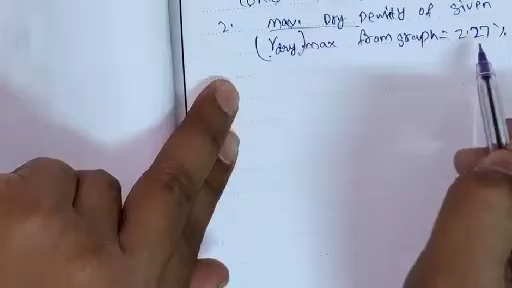 2. max. Dry Density of given
(γdry)max from graph = 2.27%